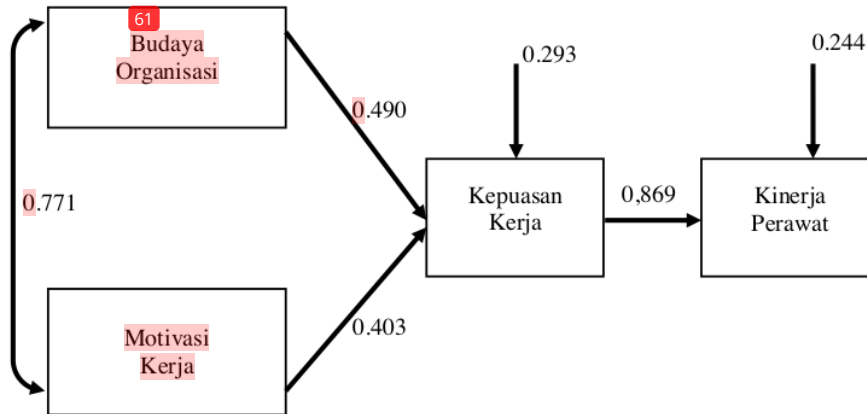 61
Budaya
Organisasi
0.293
0.244
0.490
Kepuasan
Kerja
0,869
Kinerja
Perawat
0.771
0.403
Motivasi
Kerja